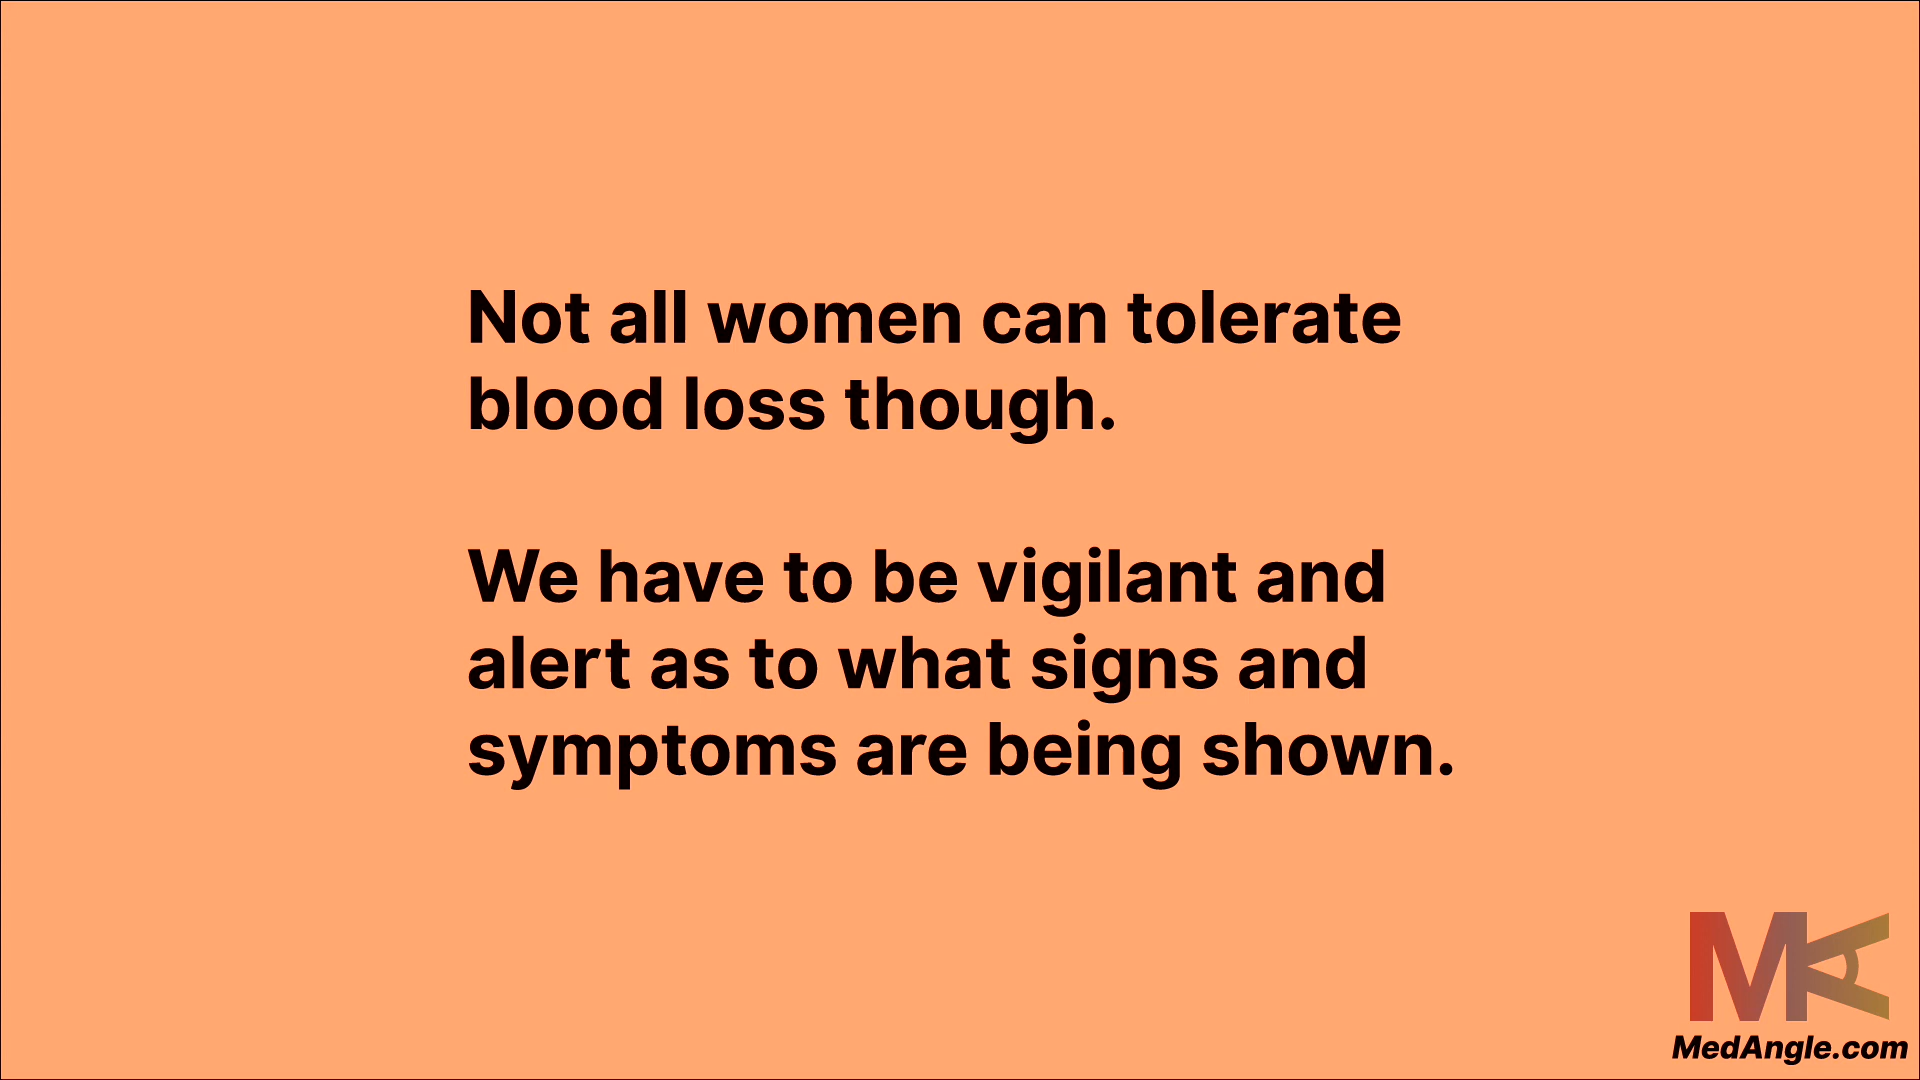 Not all women can tolerate
blood loss though.
We have to be vigilant and
alert as to what signs and
symptoms are being shown.
MA
MedAngle.com